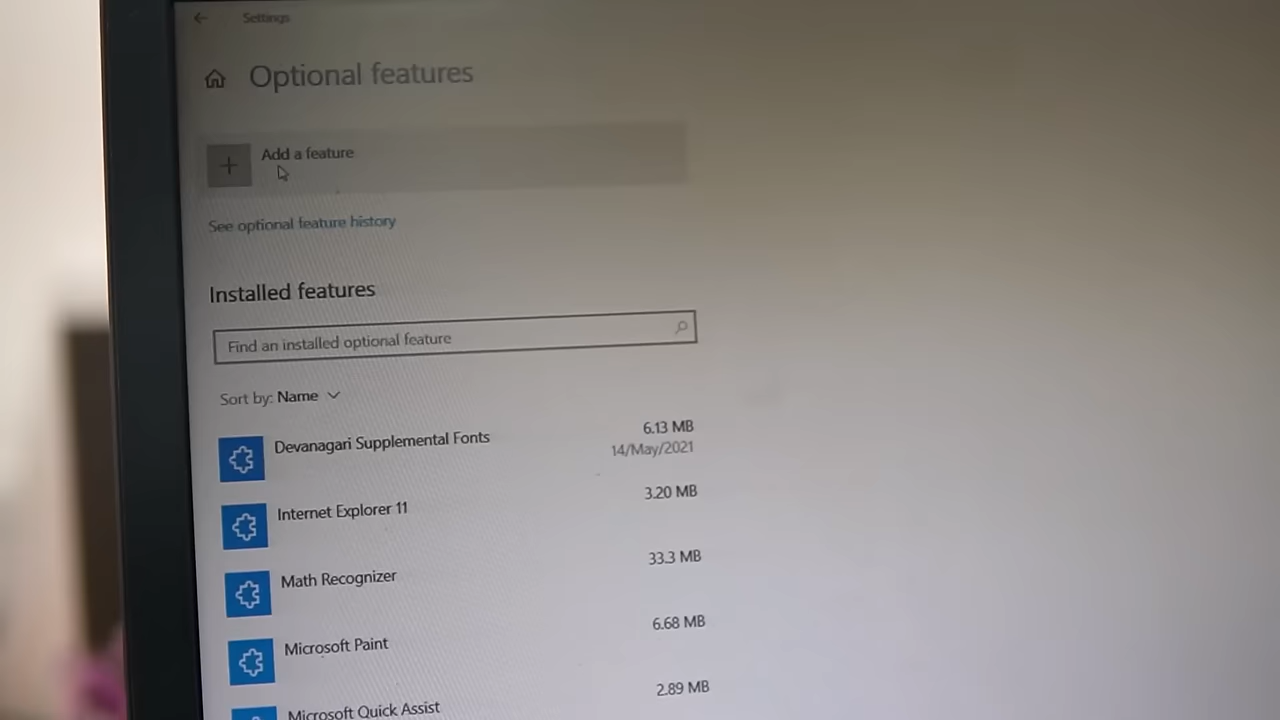 Settings
Optional features
Add a feature
See optional feature history
Installed features
Find an installed optional feature
Sort by: Name
Devanagari Supplemental Fonts 6.13 MB
14/May/2021
Internet Explorer 11 3.20 MB
Math Recognizer 33.3 MB
Microsoft Paint 6.68 MB
Microsoft Quick Assist 2.89 MB